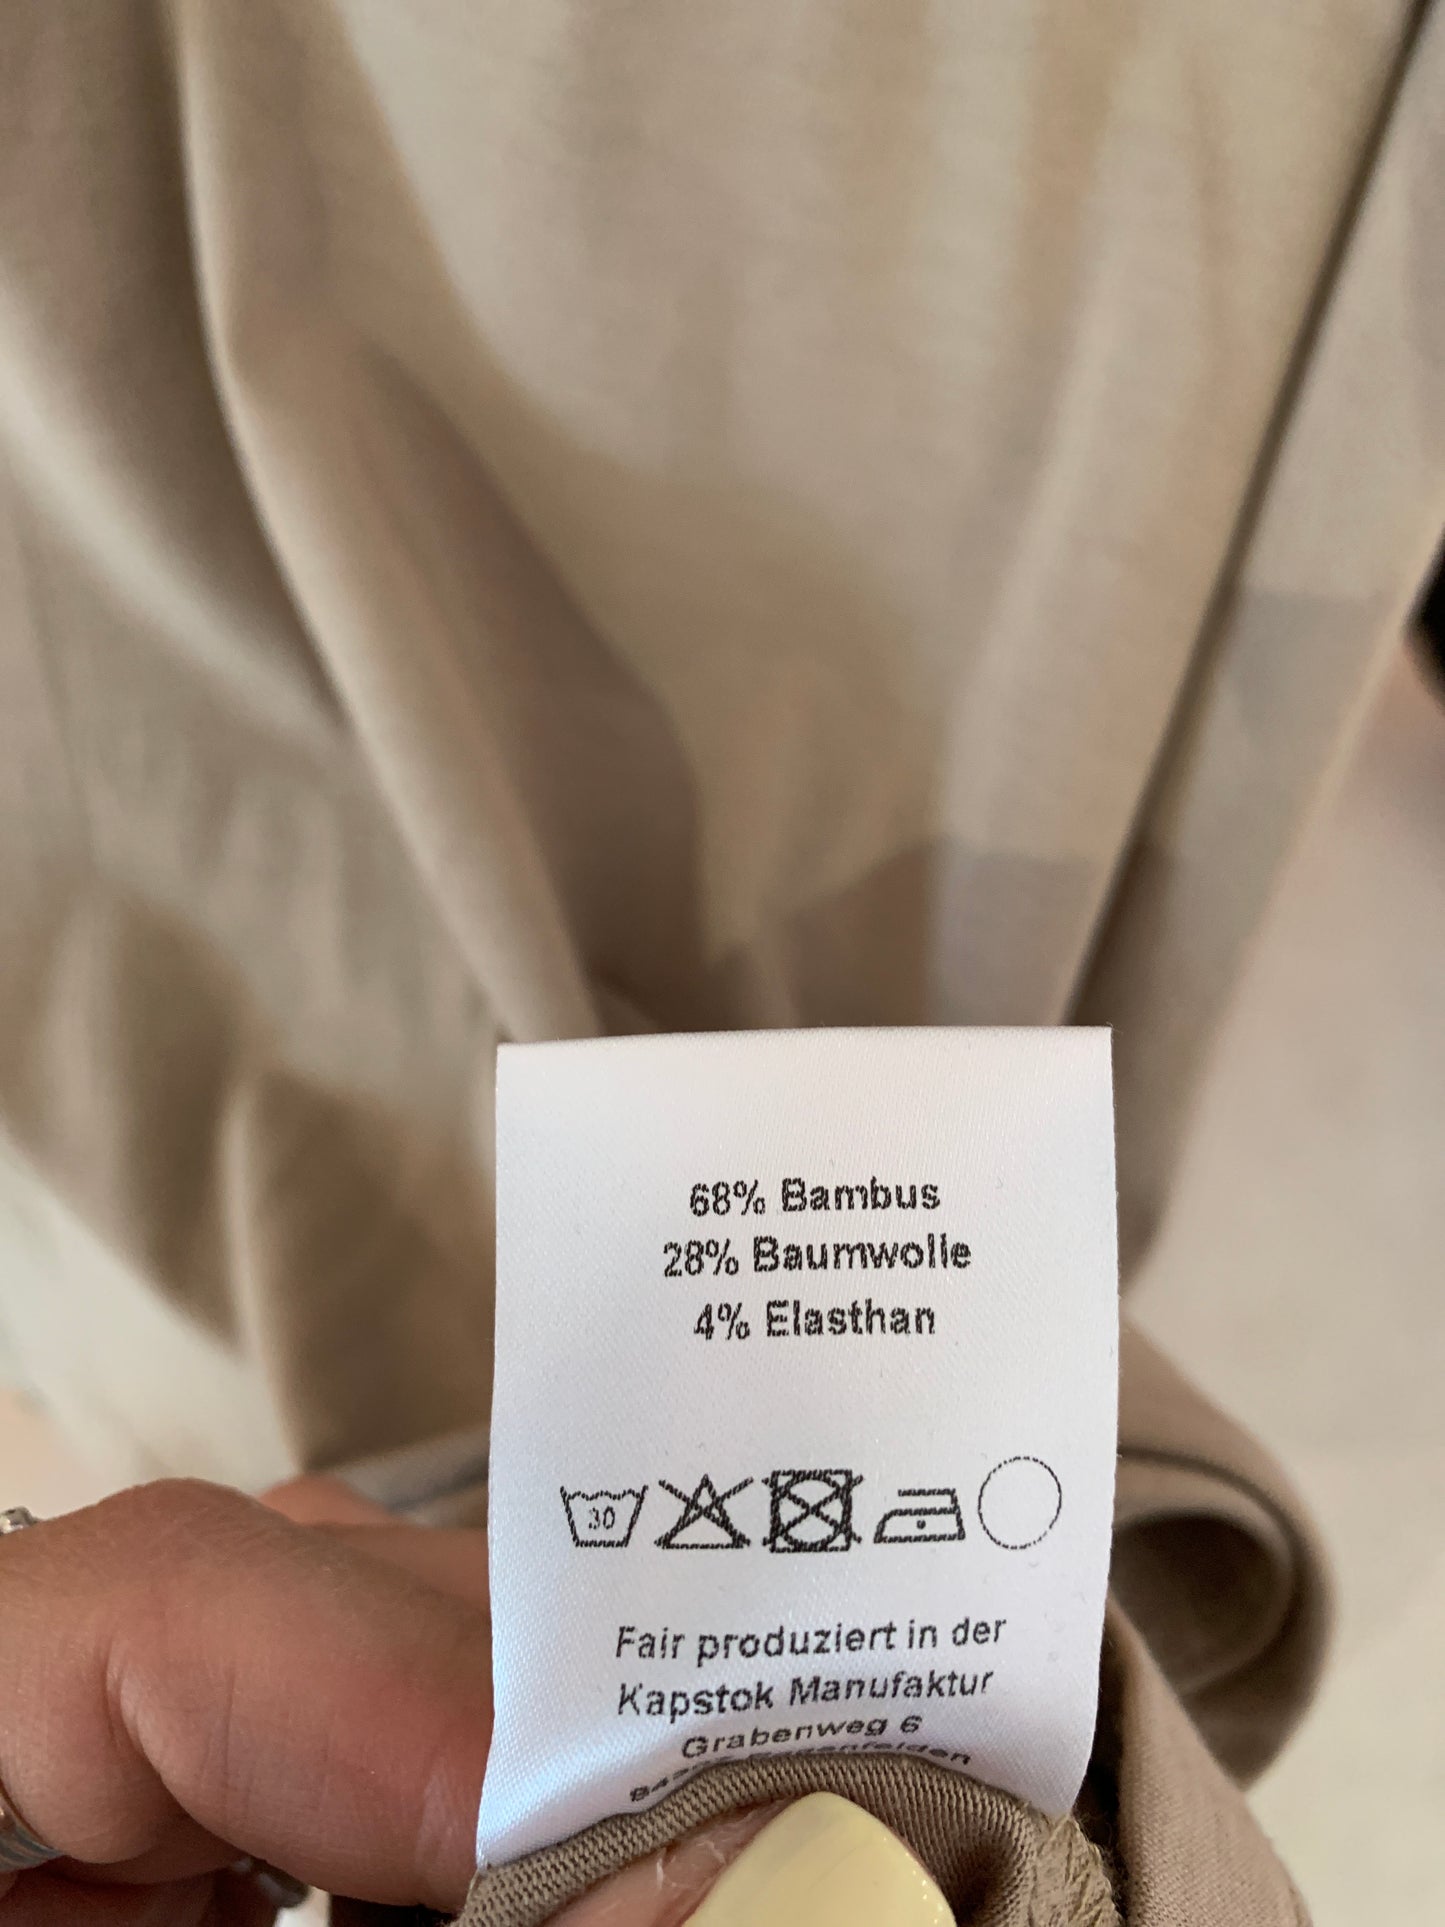 68% Bambus
28% Baumwolle
4% Elasthan
30
Fair produziert in der
Kapstok Manufaktur
Grabenweg 6